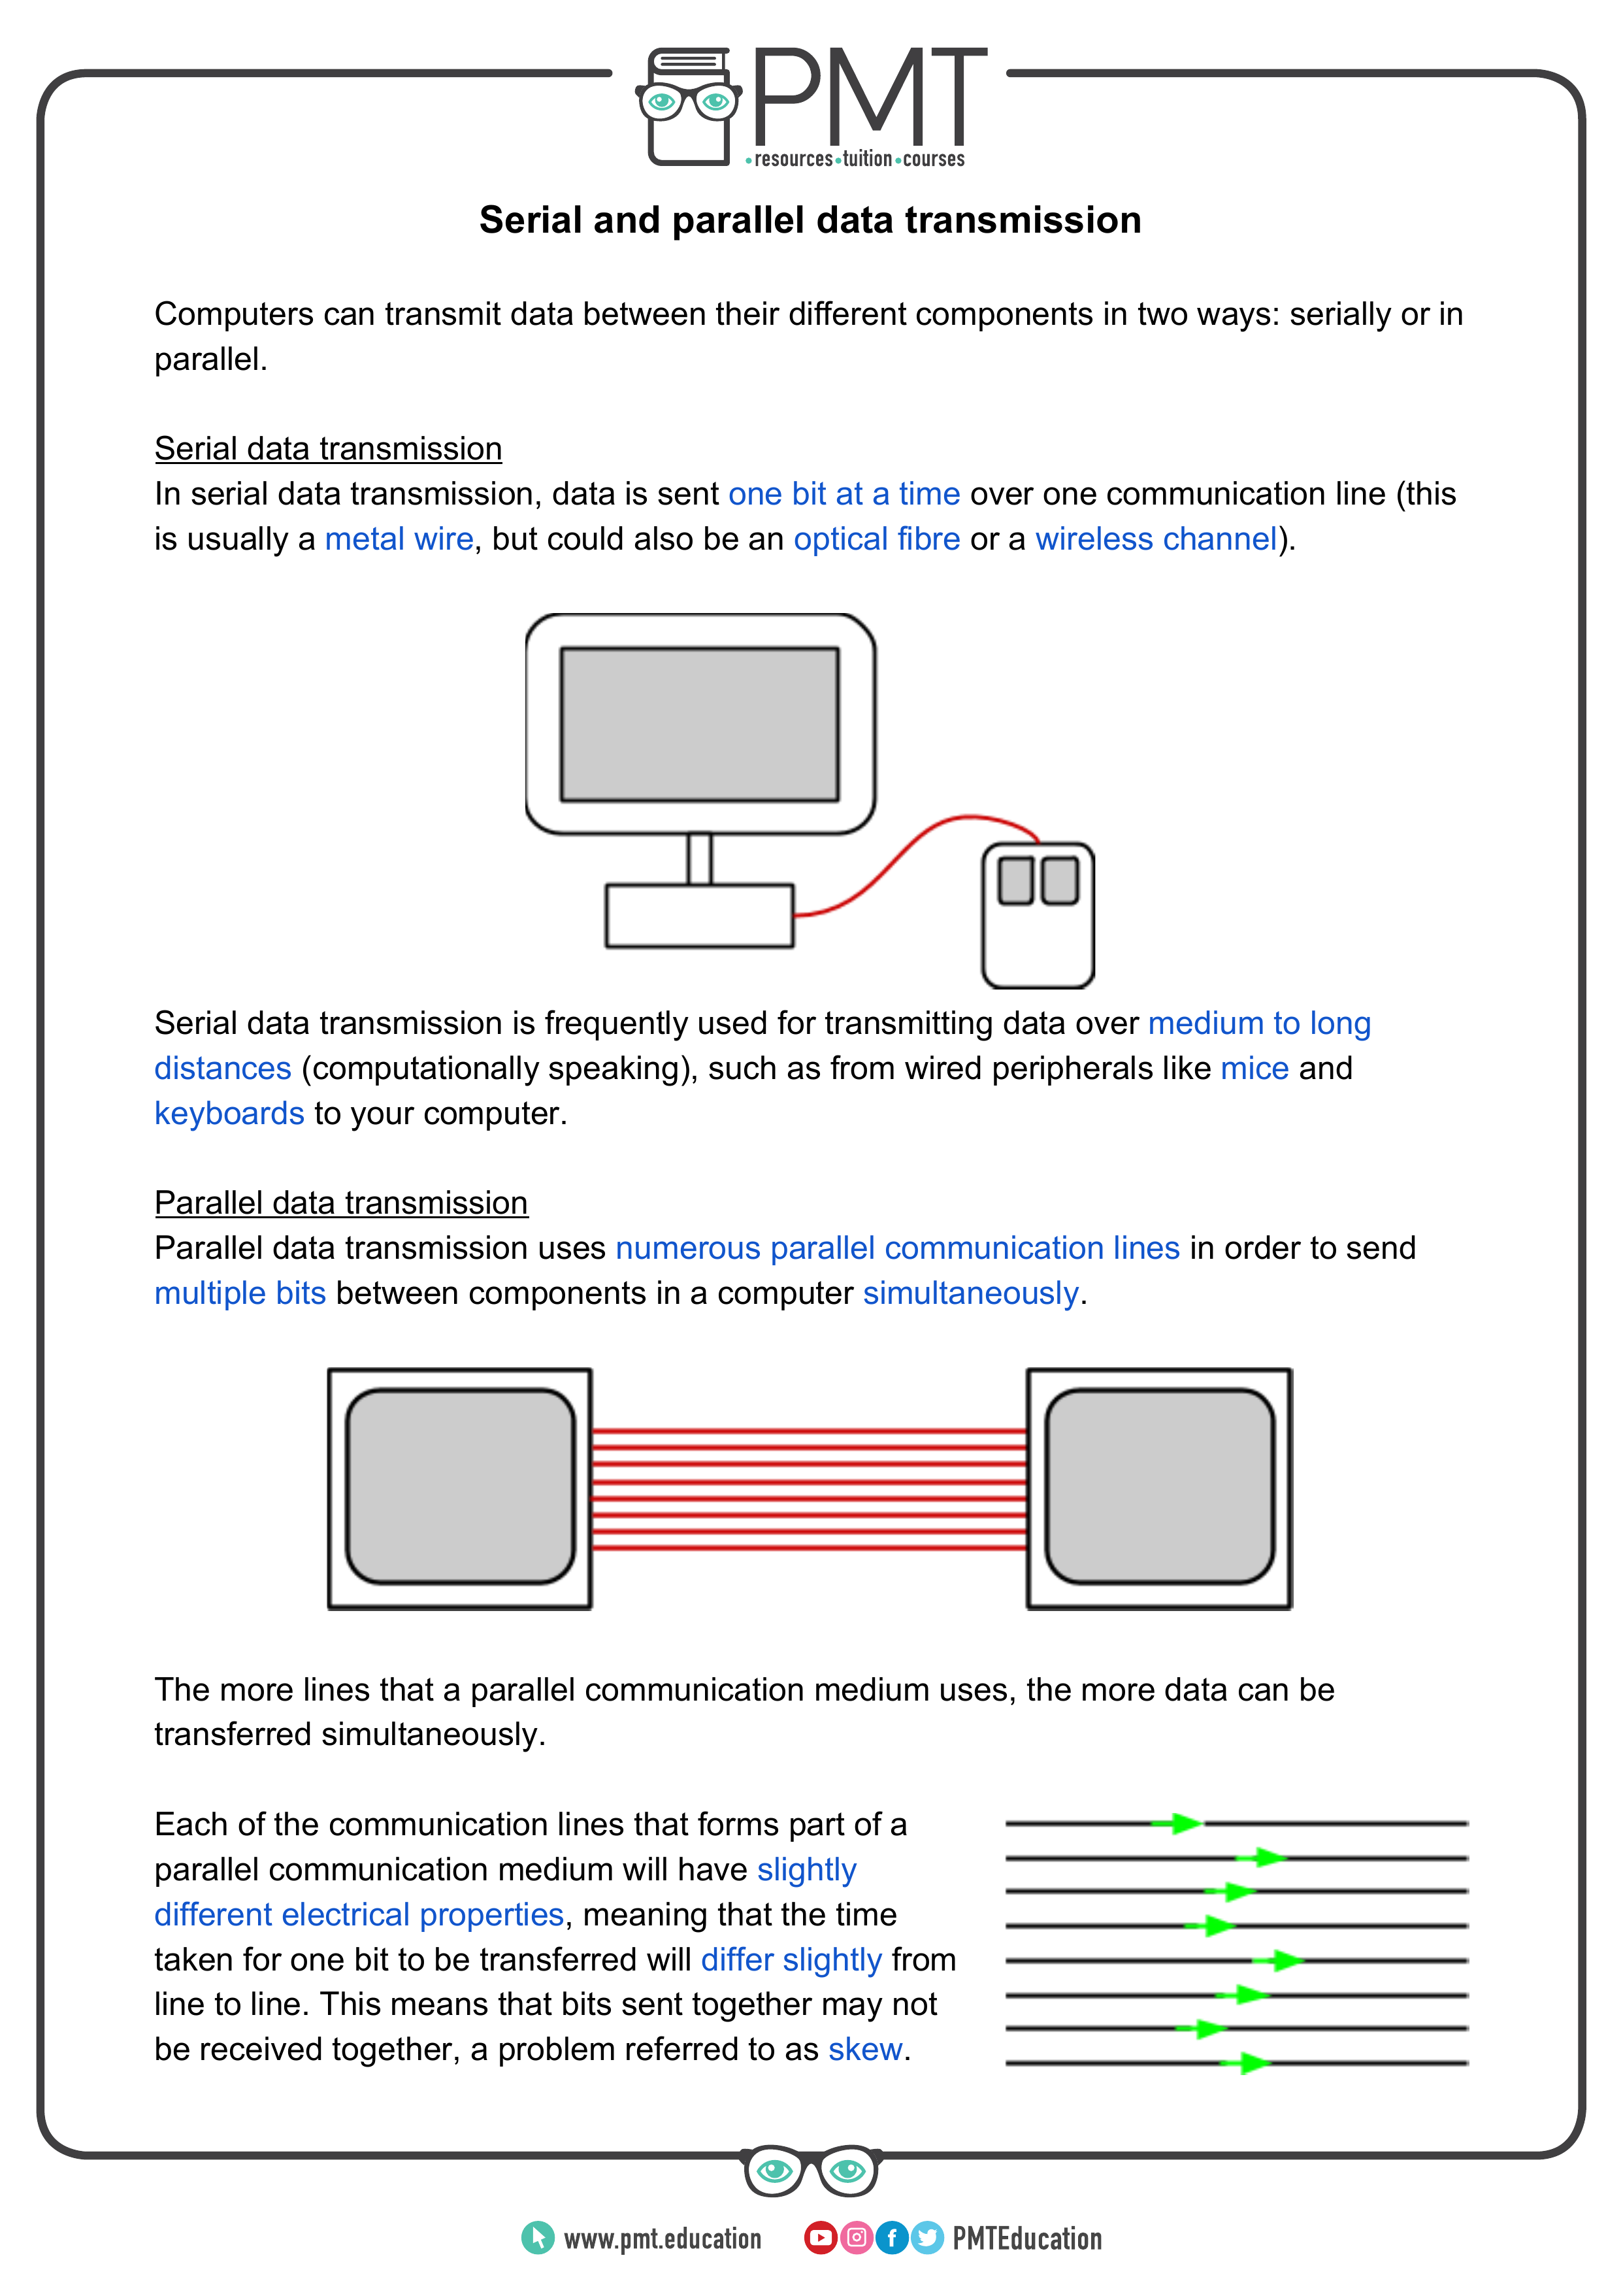 PMT
resources tuition courses
Serial and parallel data transmission
Computers can transmit data between their different components in two ways: serially or in
parallel.
Serial data transmission
In serial data transmission, data is sent one bit at a time over one communication line (this
is usually a metal wire, but could also be an optical fibre or a wireless channel).
Serial data transmission is frequently used for transmitting data over medium to long
distances (computationally speaking), such as from wired peripherals like mice and
keyboards to your computer.
Parallel data transmission
Parallel data transmission uses numerous parallel communication lines in order to send
multiple bits between components in a computer simultaneously.
The more lines that a parallel communication medium uses, the more data can be
transferred simultaneously.
Each of the communication lines that forms part of a
parallel communication medium will have slightly
different electrical properties, meaning that the time
taken for one bit to be transferred will differ slightly from
line to line. This means that bits sent together may not
be received together, a problem referred to as skew.
www.pmt.education PMTEducation